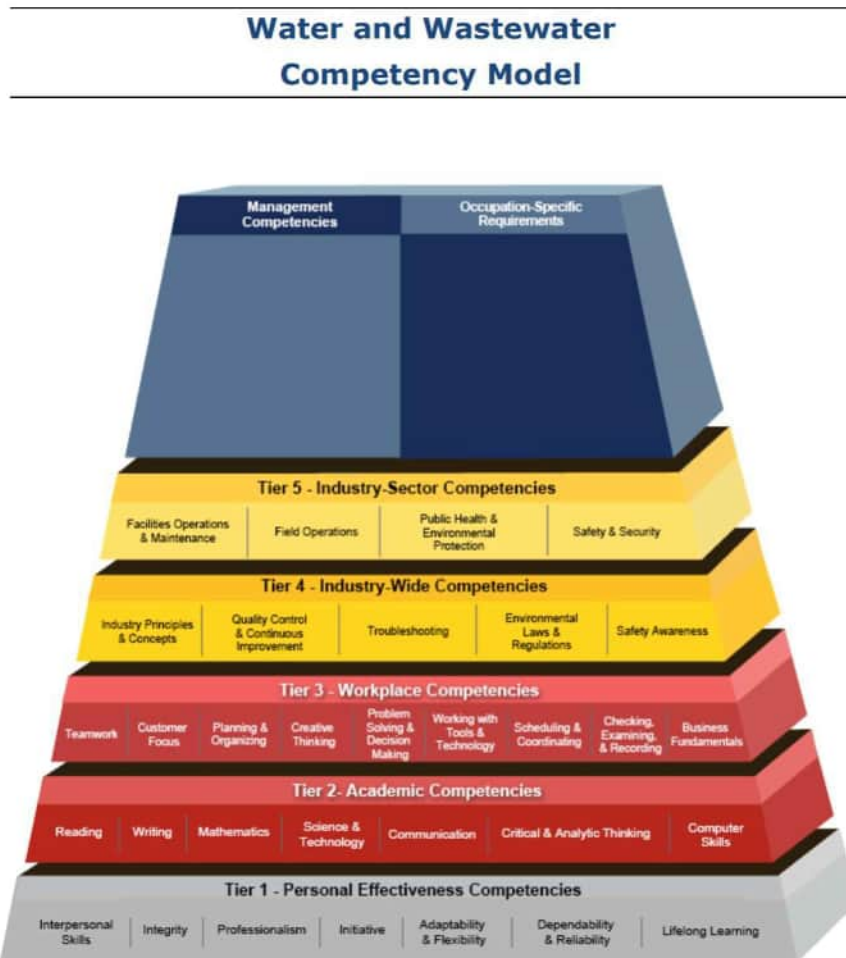 Water and Wastewater
Competency Model
Management
Competencies
Occupation-Specific
Requirements
Tier 5 - Industry-Sector Competencies
Facilities Operations
& Maintenance
Field Operations
Public Health &
Environmental
Protection
Safety & Security
Tier 4 - Industry-Wide Competencies
Industry Principles
& Concepts
Quality Control
& Continuous
Improvement
Troubleshooting
Environmental
Laws &
Regulations
Safety Awareness
Tier 3 - Workplace Competencies
Teamwork
Customer
Focus
Planning &
Organizing
Creative
Thinking
Problem
Solving &
Decision
Making
Working with
Tools &
Technology
Scheduling &
Coordinating
Checking,
Examining,
& Recording
Business
Fundamentals
Tier 2- Academic Competencies
Reading
Writing
Mathematics
Science &
Technology
Communication
Critical & Analytic Thinking
Computer
Skills
Tier 1 - Personal Effectiveness Competencies
Interpersonal
Skills
Integrity
Professionalism
Initiative
Adaptability
& Flexibility
Dependability
& Reliability
Lifelong Learning